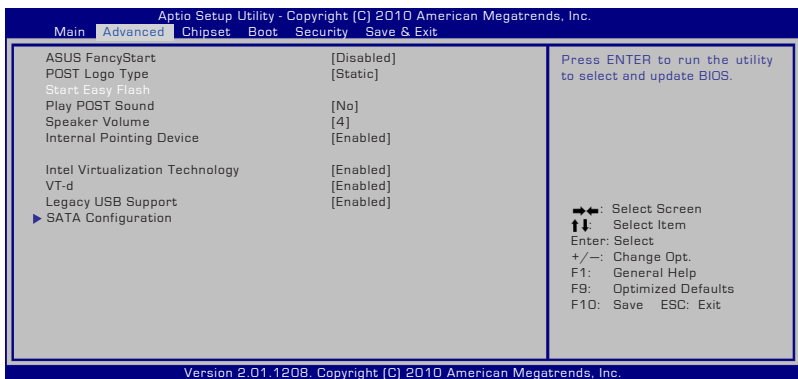 Aptio Setup Utility - Copyright (C) 2010 American Megatrends, Inc.
Main Advanced Chipset Boot Security Save & Exit
ASUS FancyStart [Disabled]
POST Logo Type [Static]
Start Easy Flash
Play POST Sound [No]
Speaker Volume [4]
Internal Pointing Device [Enabled]
Intel Virtualization Technology [Enabled]
VT-d [Enabled]
Legacy USB Support [Enabled]
SATA Configuration
Press ENTER to run the utility
to select and update BIOS.
→←: Select Screen
↑↓: Select Item
Enter: Select
+/—: Change Opt.
F1: General Help
F9: Optimized Defaults
F10: Save ESC: Exit
Version 2.01.1208. Copyright (C) 2010 American Megatrends, Inc.